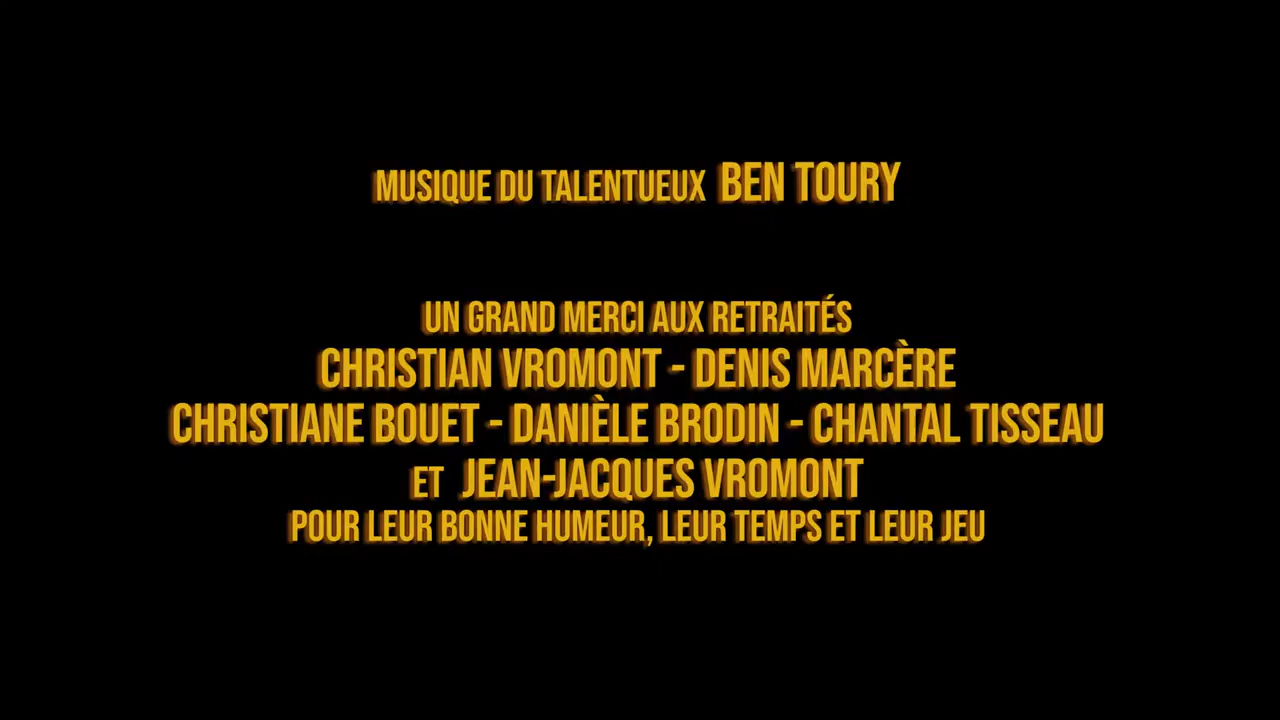 MUSIQUE DU TALENTUEUX BEN TOURY
UN GRAND MERCI AUX RETRAITÉS
CHRISTIAN VROMONT - DENIS MARCÈRE
CHRISTIANE BOUET - DANIÈLE BRODIN - CHANTAL TISSEAU
ET JEAN-JACQUES VROMONT
POUR LEUR BONNE HUMEUR, LEUR TEMPS ET LEUR JEU